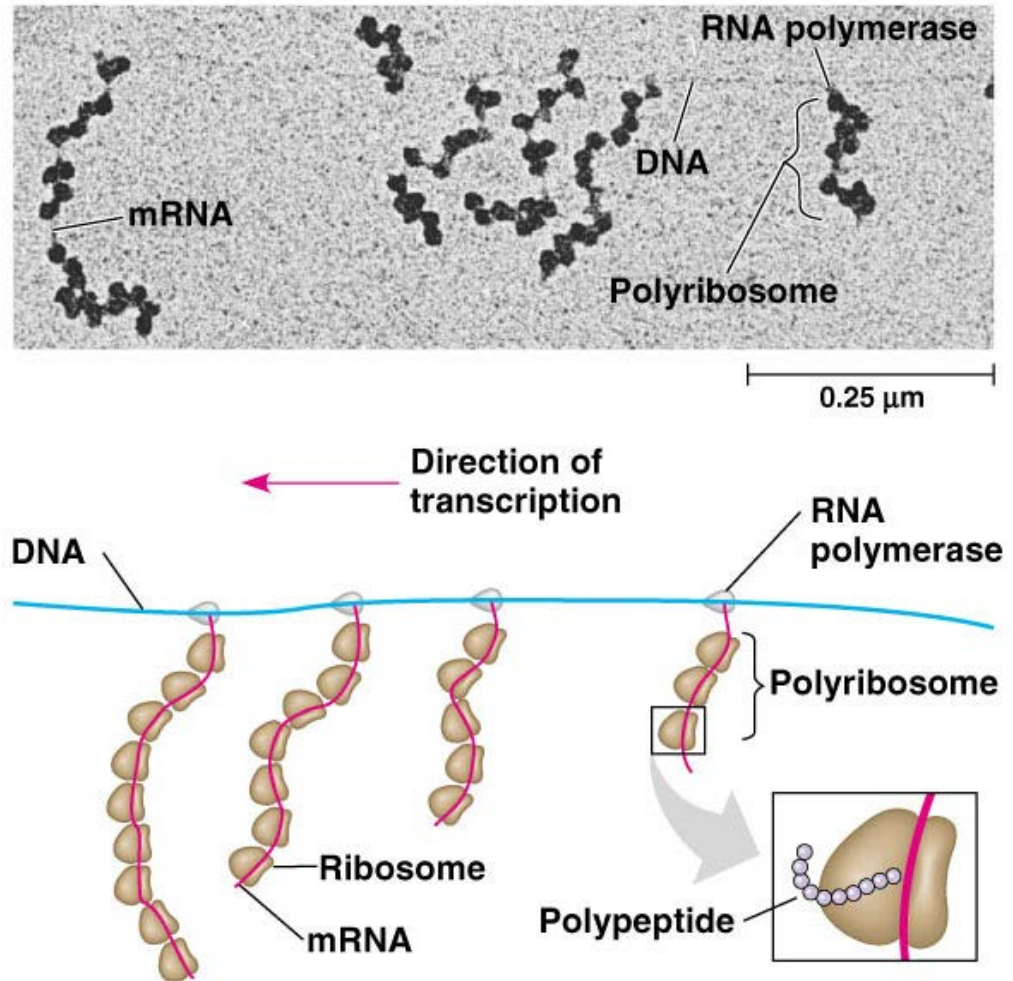 RNA polymerase
DNA
mRNA
Polyribosome
0.25 μm
Direction of
transcription
RNA
polymerase
DNA
Polyribosome
Ribosome
mRNA
Polypeptide